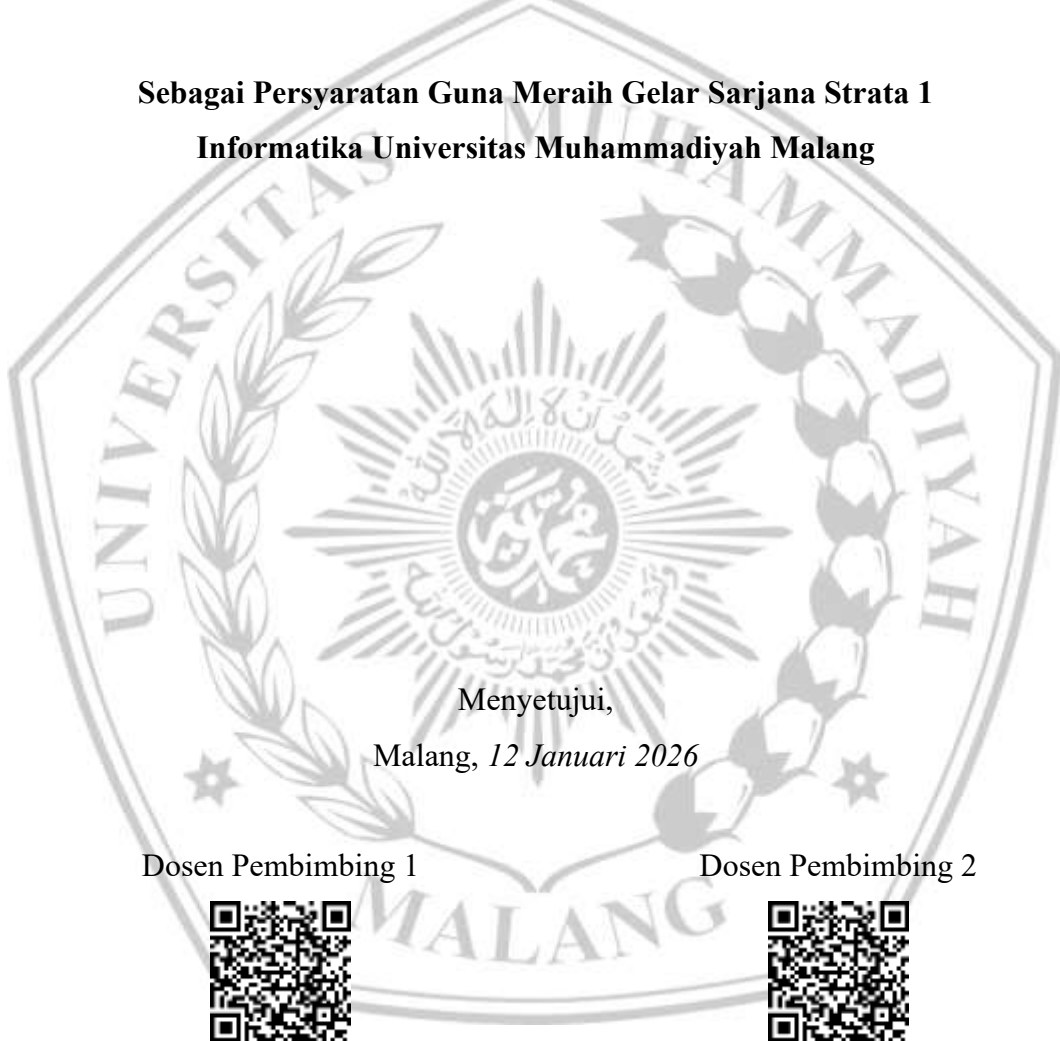 Sebagai Persyaratan Guna Meraih Gelar Sarjana Strata 1
Informatika Universitas Muhammadiyah Malang
UNIVERSITAS MUHAMMADIYAH
Menyetujui,
Malang, 12 Januari 2026
Dosen Pembimbing 1 Dosen Pembimbing 2
MALANG